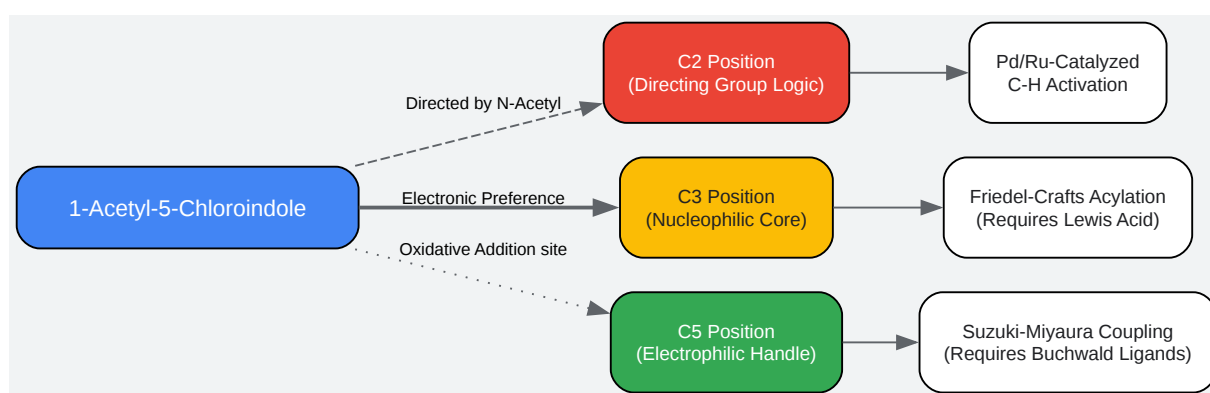 C2 Position
(Directing Group Logic)
Pd/Ru-Catalyzed
C-H Activation
Directed by N-Acetyl
1-Acetyl-5-Chloroindole
Electronic Preference
C3 Position
(Nucleophilic Core)
Friedel-Crafts Acylation
(Requires Lewis Acid)
Oxidative Addition site
C5 Position
(Electrophilic Handle)
Suzuki-Miyaura Coupling
(Requires Buchwald Ligands)